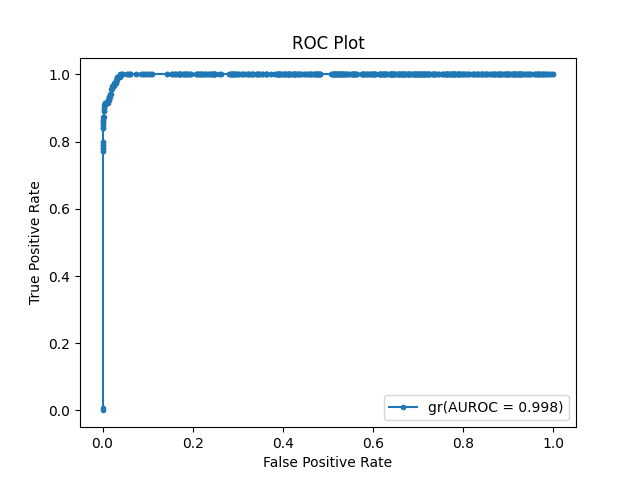 ROC Plot
True Positive Rate
1.0
0.8
0.6
0.4
0.2
0.0
0.0 0.2 0.4 0.6 0.8 1.0
False Positive Rate
gr(AUROC = 0.998)